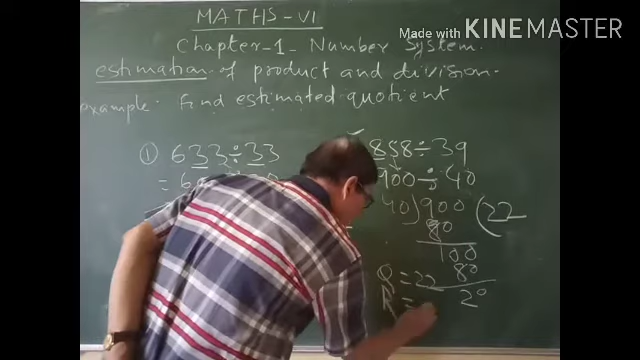 MATHS-VI
Made with KINEMASTER
Chapter-1 Number System.
estimation of product and division.
example. Find estimated quotient
① 633÷33
858÷39
900÷40
40)900(22
80
100
80
20
Q=22
R=